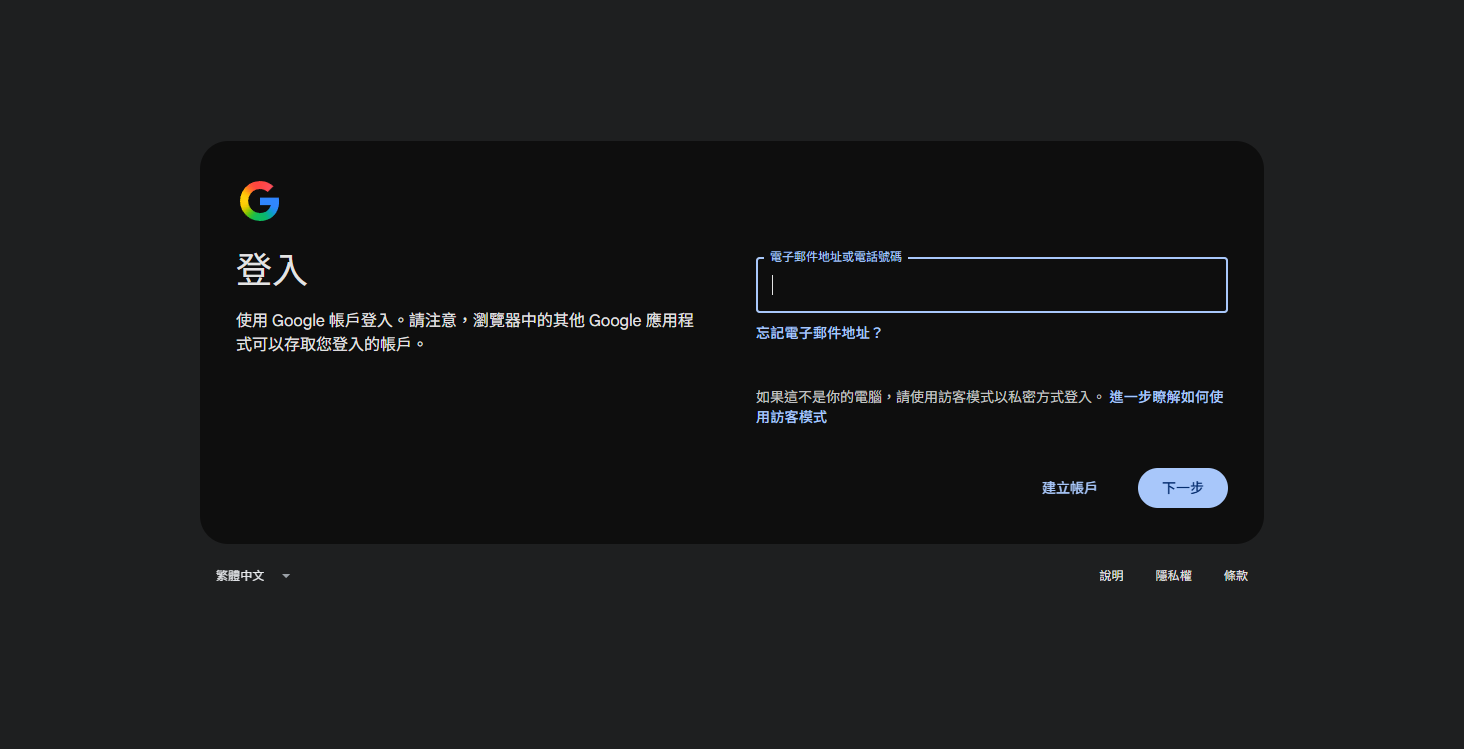 登入
使用 Google 帳戶登入。請注意，瀏覽器中的其他 Google 應用程
式可以存取您登入的帳戶。
電子郵件地址或電話號碼
忘記電子郵件地址？
如果這不是你的電腦，請使用訪客模式以私密方式登入。 進一步瞭解如何使
用訪客模式
建立帳戶
下一步
繁體中文
說明
隱私權
條款